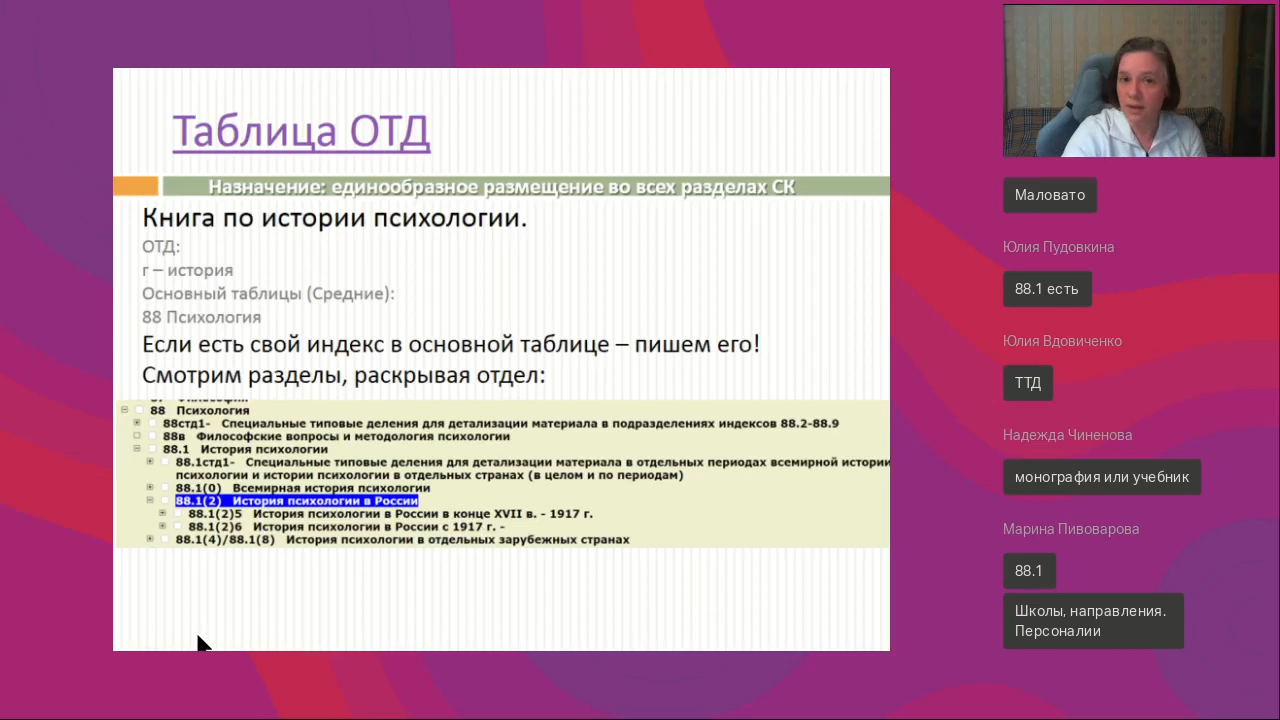 Таблица ОТД
Назначение: единообразное размещение во всех разделах СК
Книга по истории психологии.
ОТД:
г – история
Основный таблицы (Средние):
88 Психология
Если есть свой индекс в основной таблице – пишем его!
Смотрим разделы, раскрывая отдел:
88 Психология
88стд1- Специальные типовые деления для детализации материала в подразделениях индексов 88.2-88.9
88в Философские вопросы и методология психологии
88.1 История психологии
88.1стд1- Специальные типовые деления для детализации материала в отдельных периодах всемирной истории
психологии и истории психологии в отдельных странах (в целом и по периодам)
88.1(0) Всемирная история психологии
88.1(2) История психологии в России
88.1(2)5 История психологии в России в конце XVII в. - 1917 г.
88.1(2)6 История психологии в России с 1917 г. -
88.1(4)/88.1(8) История психологии в отдельных зарубежных странах
Маловато
Юлия Пудовкина
88.1 есть
Юлия Вдовиченко
ТТД
Надежда Чиненова
монография или учебник
Марина Пивоварова
88.1
Школы, направления.
Персоналии